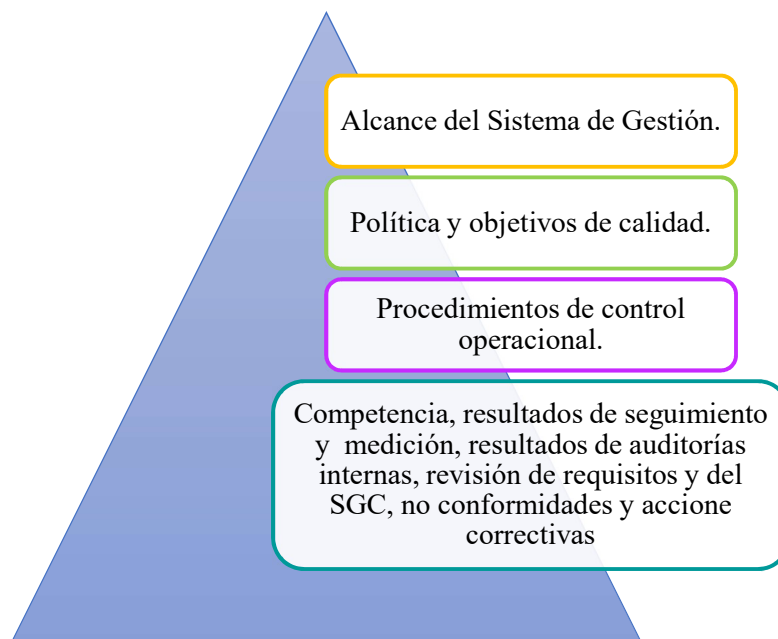 Alcance del Sistema de Gestión.
Política y objetivos de calidad.
Procedimientos de control
operacional.
Competencia, resultados de seguimiento
y medición, resultados de auditorías
internas, revisión de requisitos y del
SGC, no conformidades y accione
correctivas